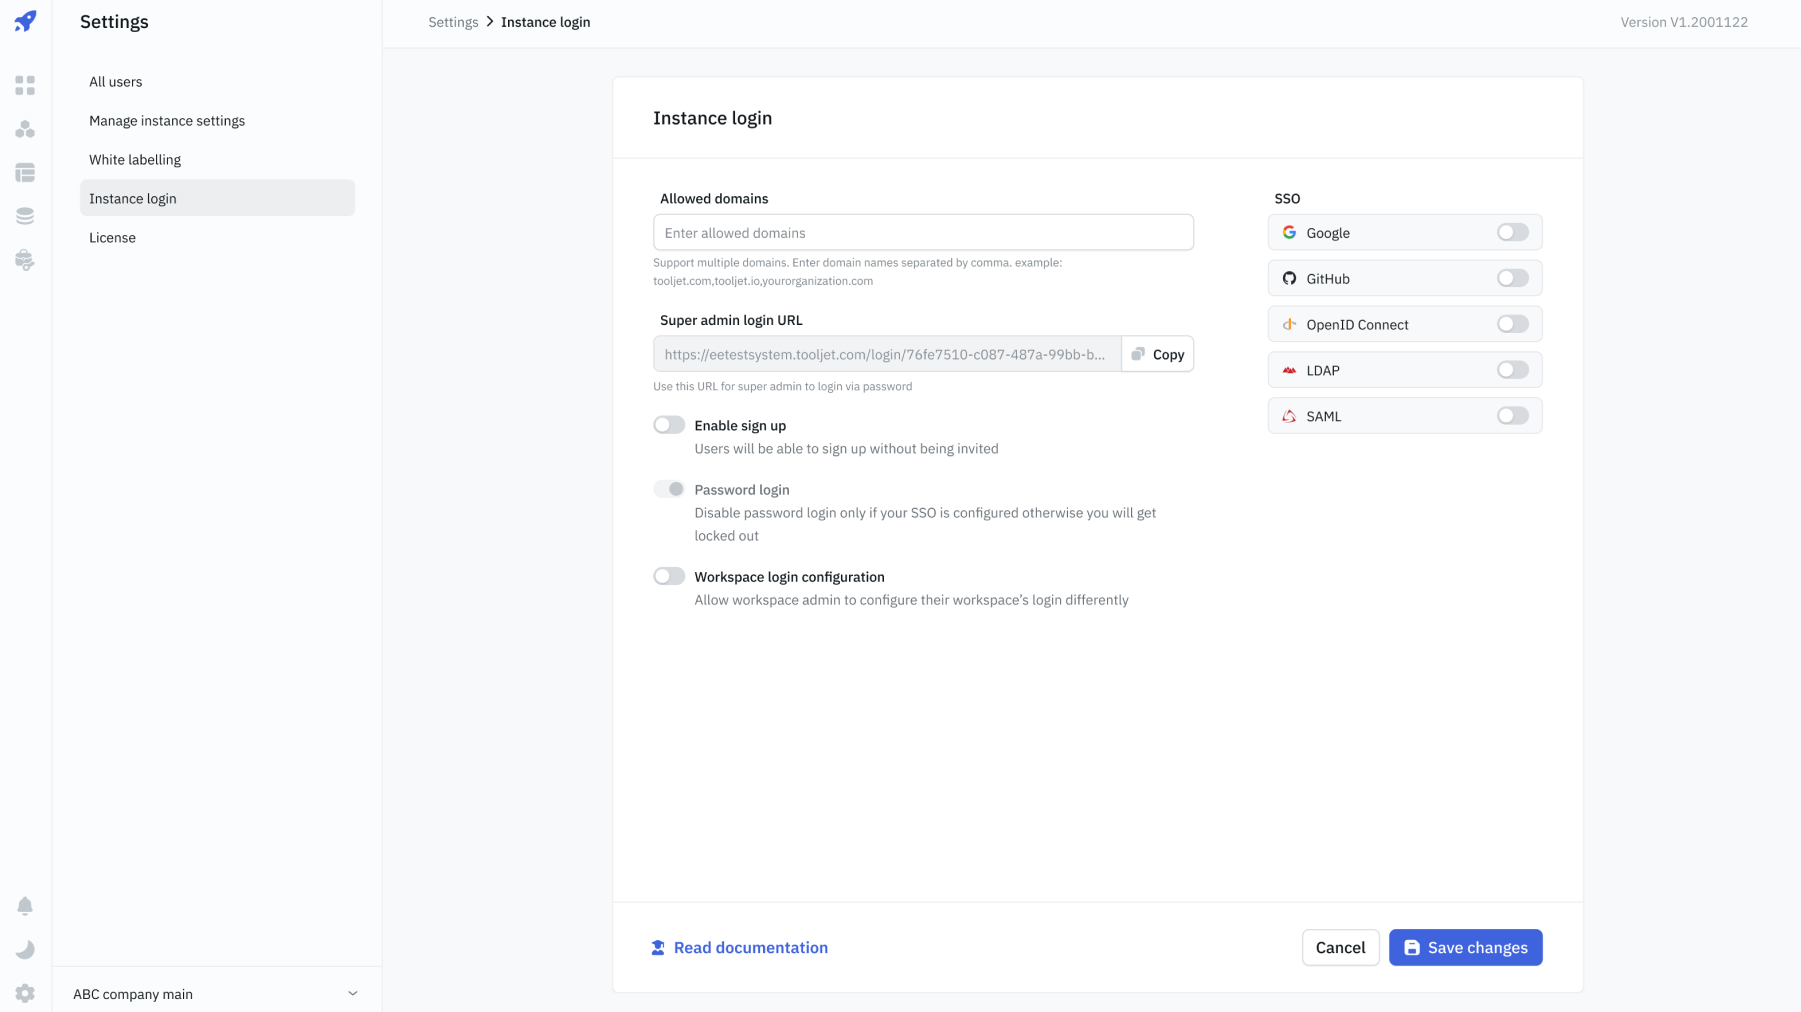 Settings
All users
Manage instance settings
White labelling
Instance login
License
ABC company main
Settings > Instance login
Version V1.2001122
Instance login
Allowed domains
Enter allowed domains
Support multiple domains. Enter domain names separated by comma. example:
tooljet.com,tooljet.io,yourorganization.com
Super admin login URL
https://eetestsystem.tooljet.com/login/76fe7510-c087-487a-99bb-b...
Copy
Use this URL for super admin to login via password
Enable sign up
Users will be able to sign up without being invited
Password login
Disable password login only if your SSO is configured otherwise you will get
locked out
Workspace login configuration
Allow workspace admin to configure their workspace’s login differently
SSO
Google
GitHub
OpenID Connect
LDAP
SAML
Read documentation
Cancel
Save changes